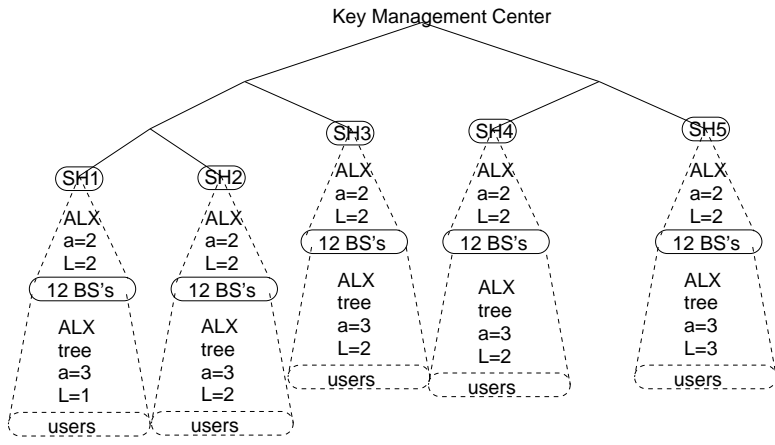 Key Management Center
SH1
ALX
a=2
L=2
12 BS's
ALX
tree
a=3
L=1
users
SH2
ALX
a=2
L=2
12 BS's
ALX
tree
a=3
L=2
users
SH3
ALX
a=2
L=2
12 BS's
ALX
tree
a=3
L=2
users
SH4
ALX
a=2
L=2
12 BS's
ALX
tree
a=3
L=2
users
SH5
ALX
a=2
L=2
12 BS's
ALX
tree
a=3
L=3
users